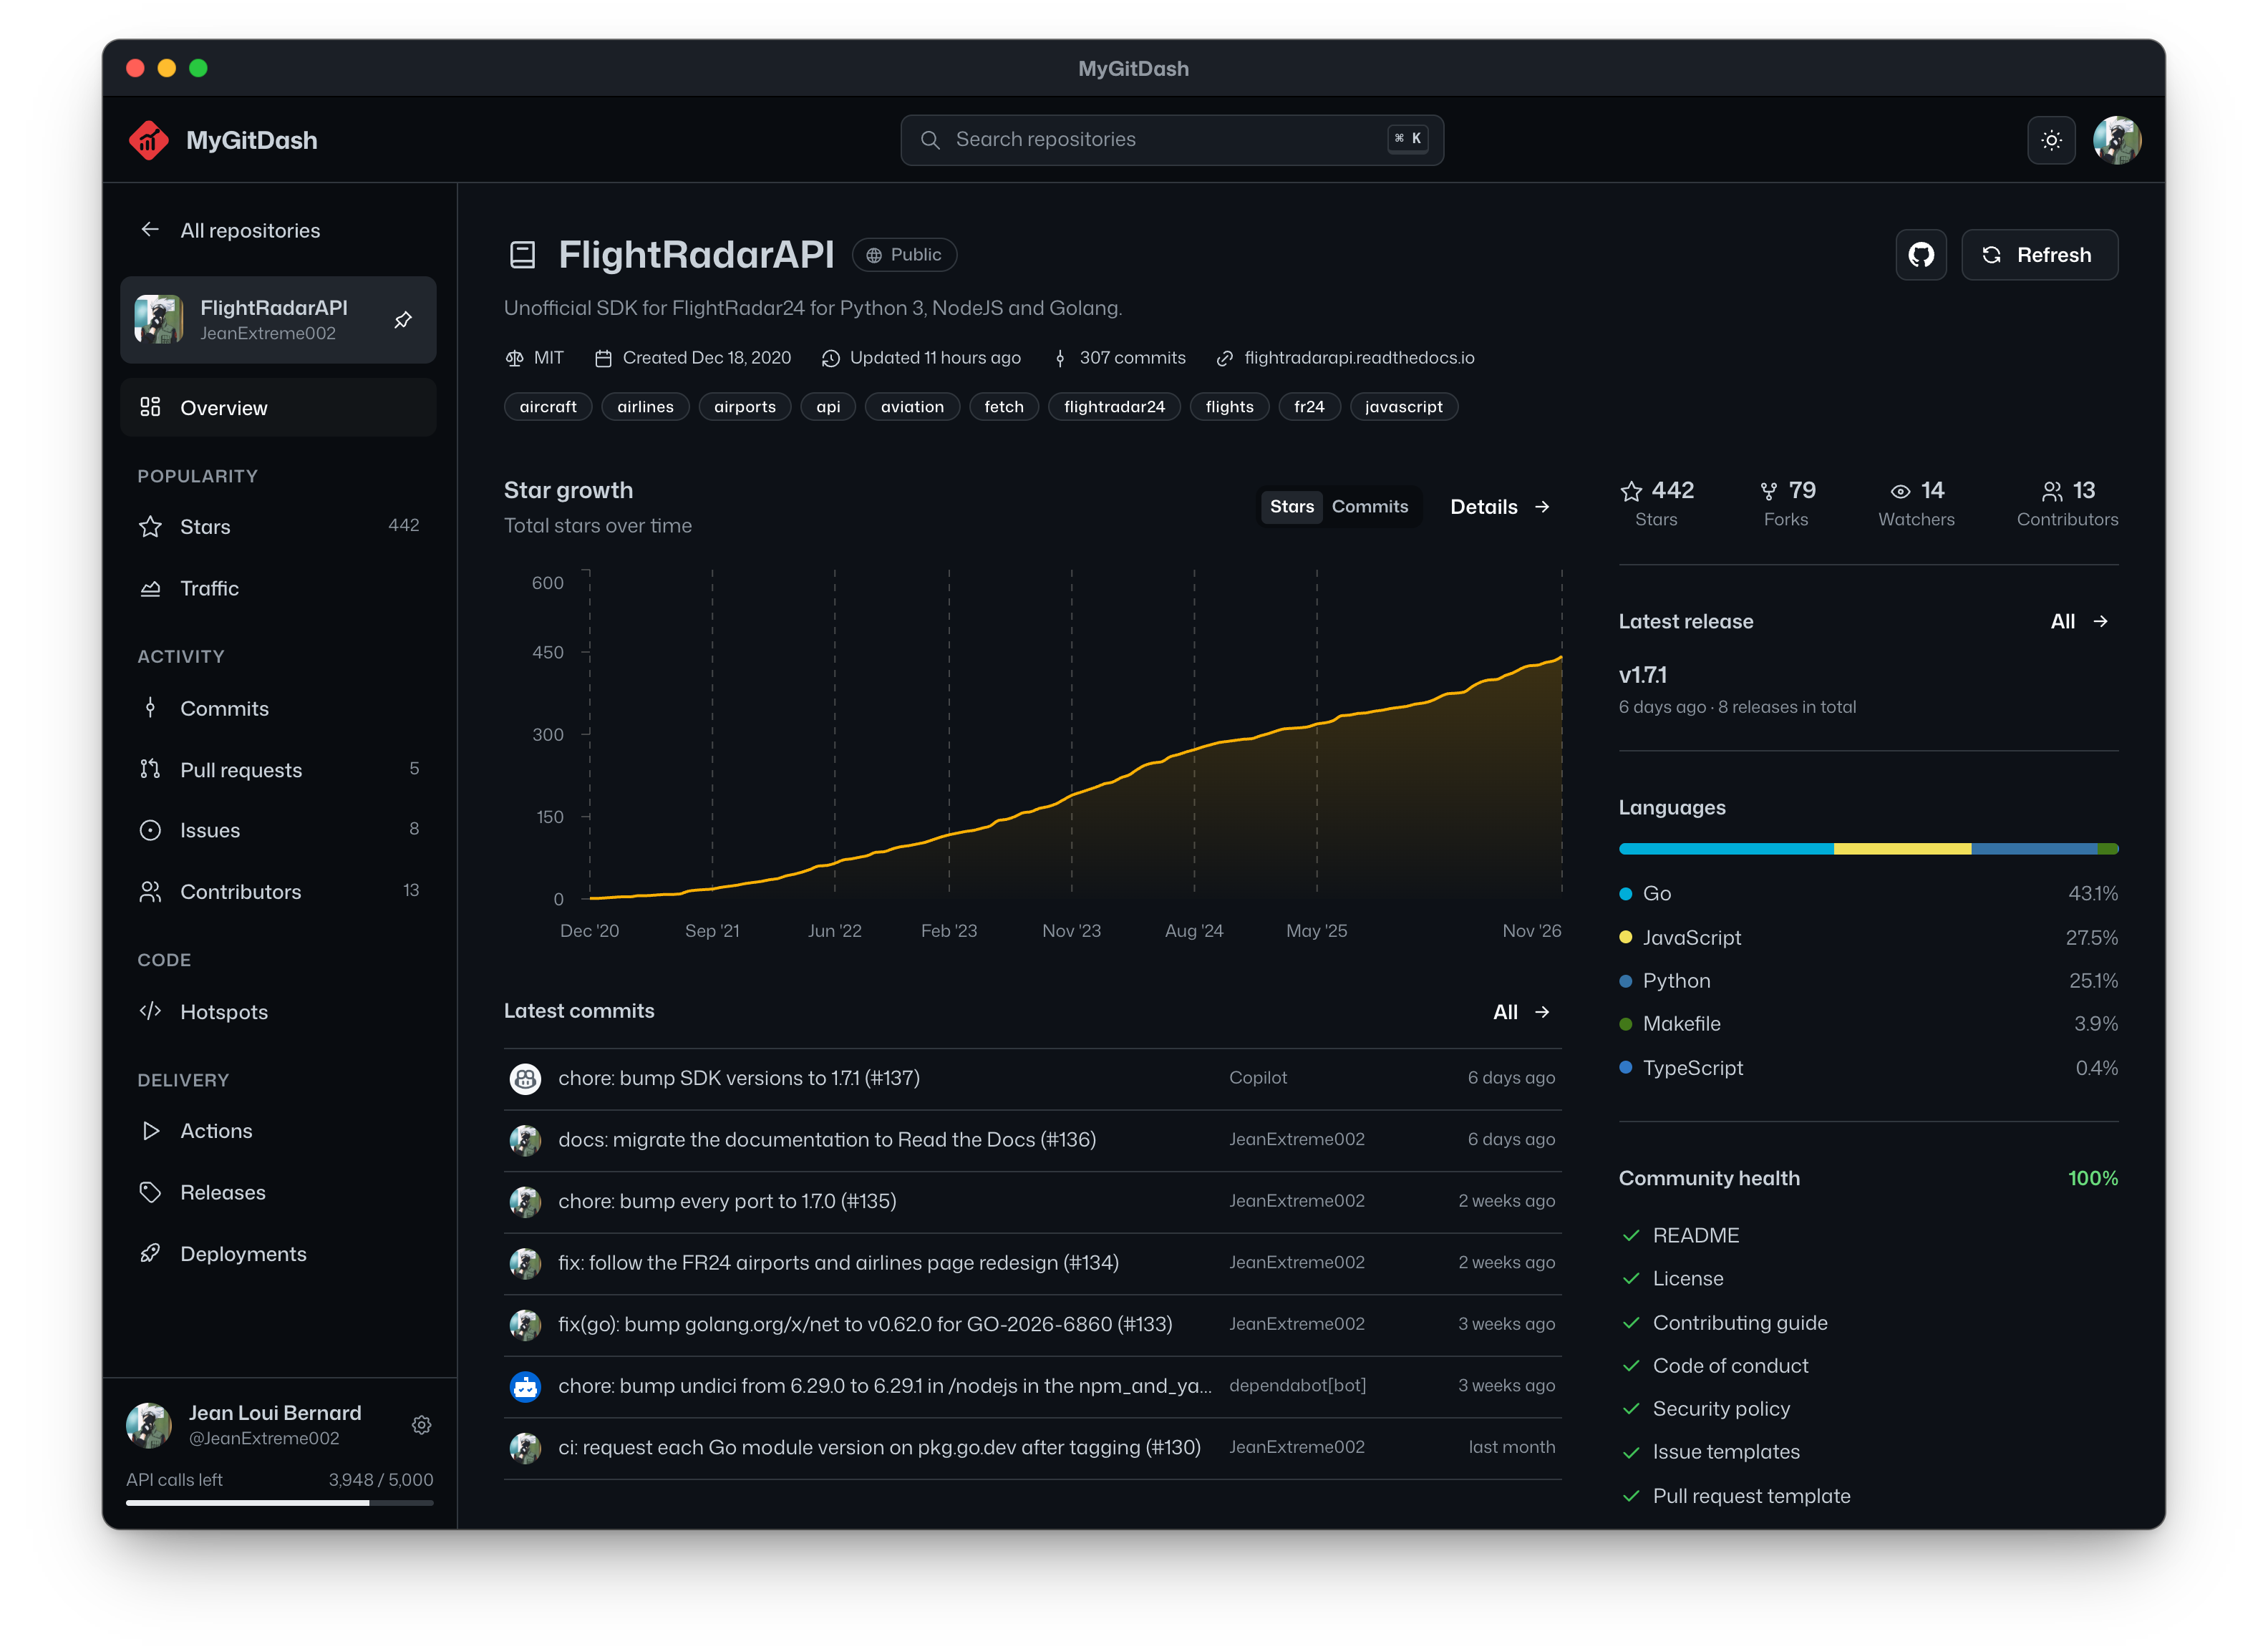 MyGitDash
MyGitDash
Search repositories
⌘ K
All repositories
FlightRadarAPI
JeanExtreme002
Overview
POPULARITY
Stars 442
Traffic
ACTIVITY
Commits
Pull requests 5
Issues 8
Contributors 13
CODE
Hotspots
DELIVERY
Actions
Releases
Deployments
Jean Loui Bernard
@JeanExtreme002
API calls left 3,948 / 5,000
FlightRadarAPI Public
Refresh
Unofficial SDK for FlightRadar24 for Python 3, NodeJS and Golang.
MIT Created Dec 18, 2020 Updated 11 hours ago 307 commits flightradarapi.readthedocs.io
aircraft airlines airports api aviation fetch flightradar24 flights fr24 javascript
Star growth
Total stars over time
Stars Commits Details →
600
450
300
150
0
Dec '20 Sep '21 Jun '22 Feb '23 Nov '23 Aug '24 May '25 Nov '26
Latest commits All →
chore: bump SDK versions to 1.7.1 (#137) Copilot 6 days ago
docs: migrate the documentation to Read the Docs (#136) JeanExtreme002 6 days ago
chore: bump every port to 1.7.0 (#135) JeanExtreme002 2 weeks ago
fix: follow the FR24 airports and airlines page redesign (#134) JeanExtreme002 2 weeks ago
fix(go): bump golang.org/x/net to v0.62.0 for GO-2026-6860 (#133) JeanExtreme002 3 weeks ago
chore: bump undici from 6.29.0 to 6.29.1 in /nodejs in the npm_and_ya... dependabot[bot] 3 weeks ago
ci: request each Go module version on pkg.go.dev after tagging (#130) JeanExtreme002 last month
442 79 14 13
Stars Forks Watchers Contributors
Latest release All →
v1.7.1
6 days ago · 8 releases in total
Languages
Go 43.1%
JavaScript 27.5%
Python 25.1%
Makefile 3.9%
TypeScript 0.4%
Community health 100%
README
License
Contributing guide
Code of conduct
Security policy
Issue templates
Pull request template